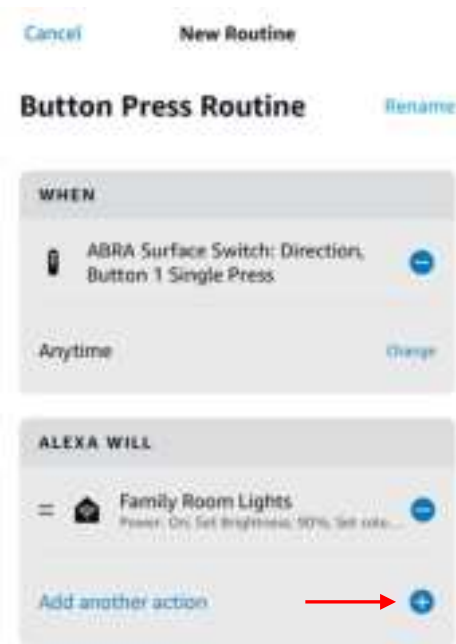 Cancel New Routine
Button Press Routine Rename
WHEN
ABRA Surface Switch: Direction,
Button 1 Single Press
Anytime Change
ALEXA WILL
Family Room Lights
Power: On, Set Brightness, 90%, Set colo...
Add another action